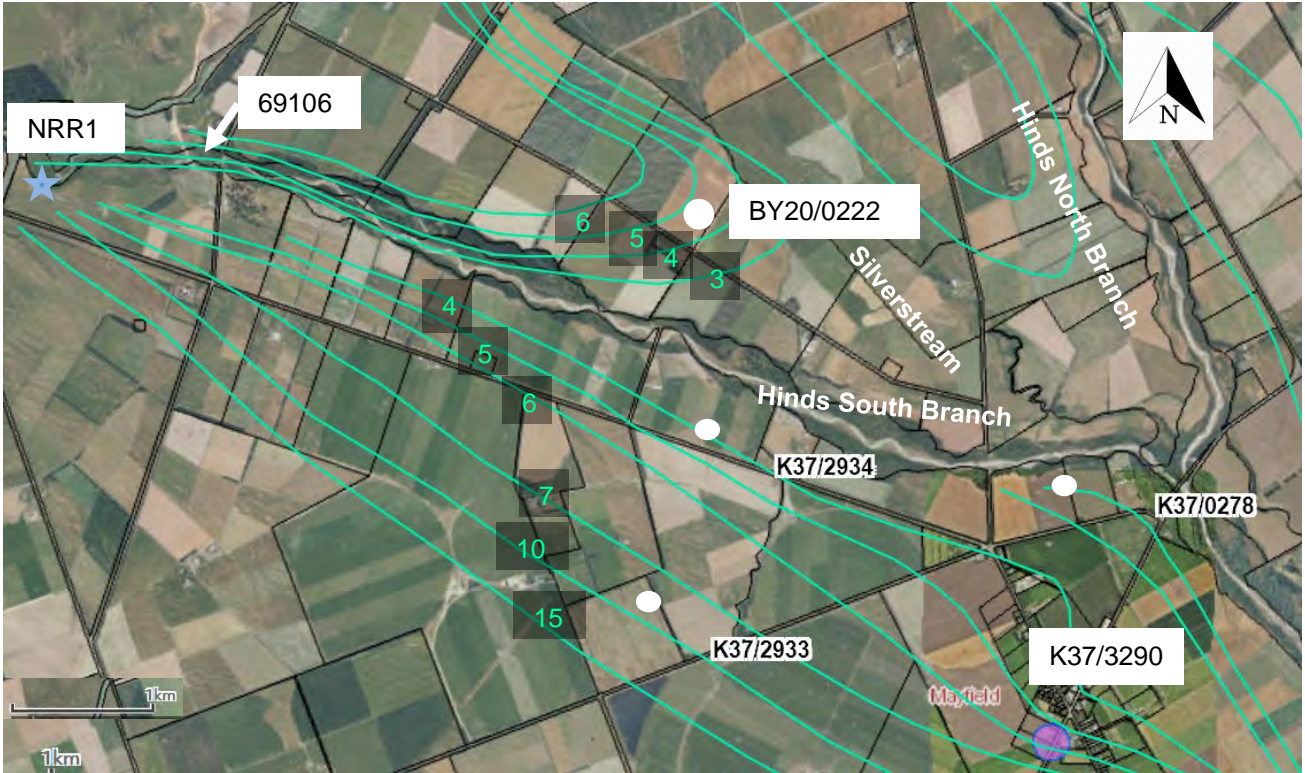 69106
NRR1
N
BY20/0222
Hinds North Branch
Silverstream
6
5
4
3
4
5
6
Hinds South Branch
K37/2934
7
K37/0278
10
15
K37/2933
K37/3290
Mayfield
1km
1km